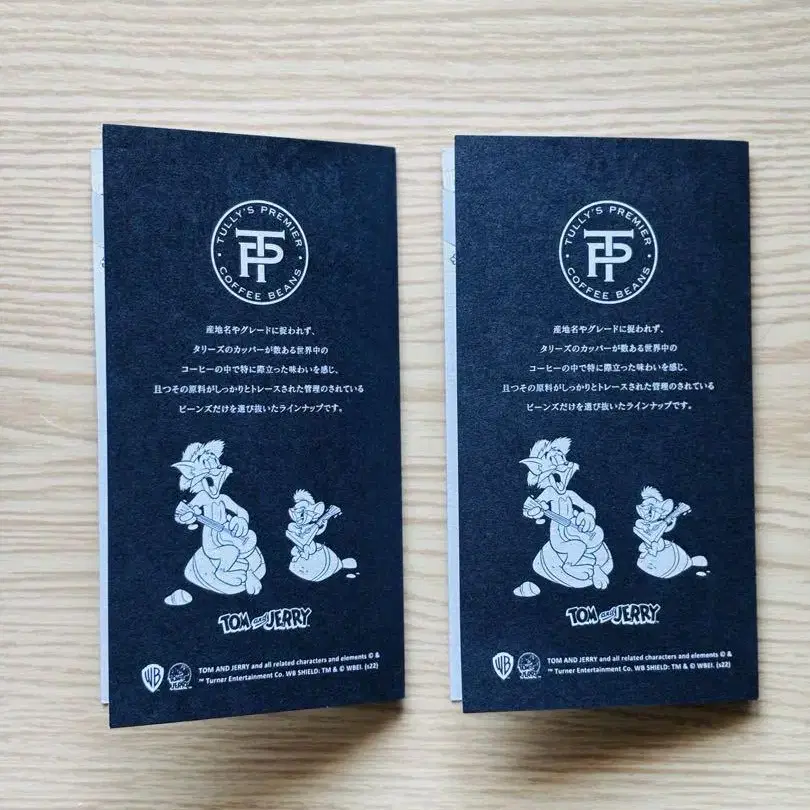 TULLY'S PREMIER
TP
COFFEE BEANS
産地名やグレードに捉われず、
タリーズのカッパーが数ある世界中の
コーヒーの中で特に際立った味わいを感じ、
且つその原料がしっかりとトレースされた管理のされている
ビーンズだけを選び抜いたラインナップです。
TOM and JERRY
WB
TOM AND JERRY and all related characters and elements © &
™ Turner Entertainment Co. WB SHIELD: TM & © WBEI. (s22)
TULLY'S PREMIER
TP
COFFEE BEANS
産地名やグレードに捉われず、
タリーズのカッパーが数ある世界中の
コーヒーの中で特に際立った味わいを感じ、
且つその原料がしっかりとトレースされた管理のされている
ビーンズだけを選び抜いたラインナップです。
TOM and JERRY
WB
TOM AND JERRY and all related characters and elements © &
™ Turner Entertainment Co. WB SHIELD: TM & © WBEI. (s22)